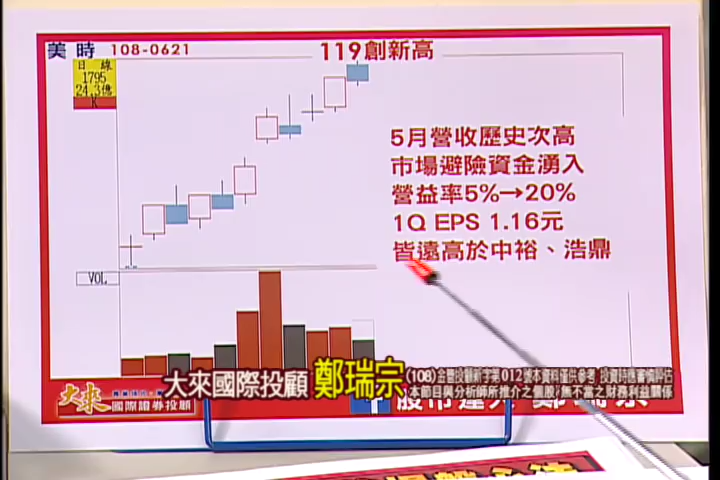 美時 108-0621
119創新高
日 線
1795
24.3億
K
5月營收歷史次高
市場避險資金湧入
營益率5%→20%
1Q EPS 1.16元
皆遠高於中裕、浩鼎
VOL
大來國際投顧 鄭瑞宗
(108)金管投顧新字第012號本資料僅供參考 投資時應審慎評估
本節目與分析師所推介之個股 無不當之財務利益關係
大來
國際證券投顧
股市達人